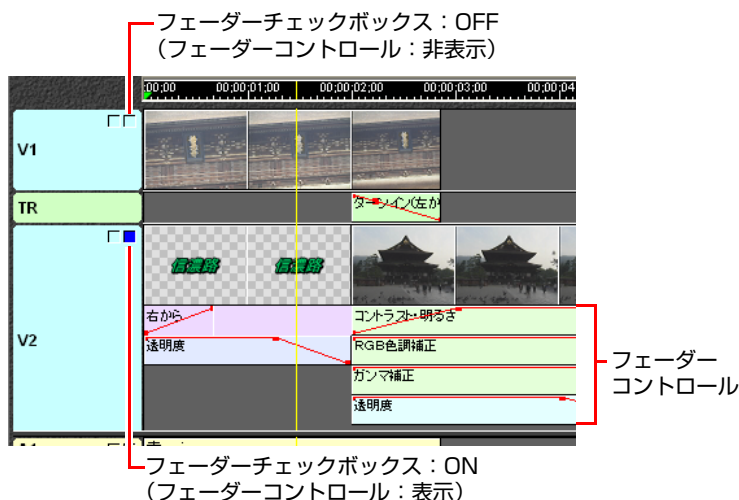 フェーダーチェックボックス：OFF
（フェーダーコントロール：非表示）
:00;00 00;00;01;00 00;00;02;00 00;00;03;00 00;00;04
V1
TR
ターンイン(左か
信濃路 信濃路
右から
コントラスト・明るさ
V2
透明度
RGB色調補正
ガンマ補正
透明度
フェーダー
コントロール
フェーダーチェックボックス：ON
（フェーダーコントロール：表示）